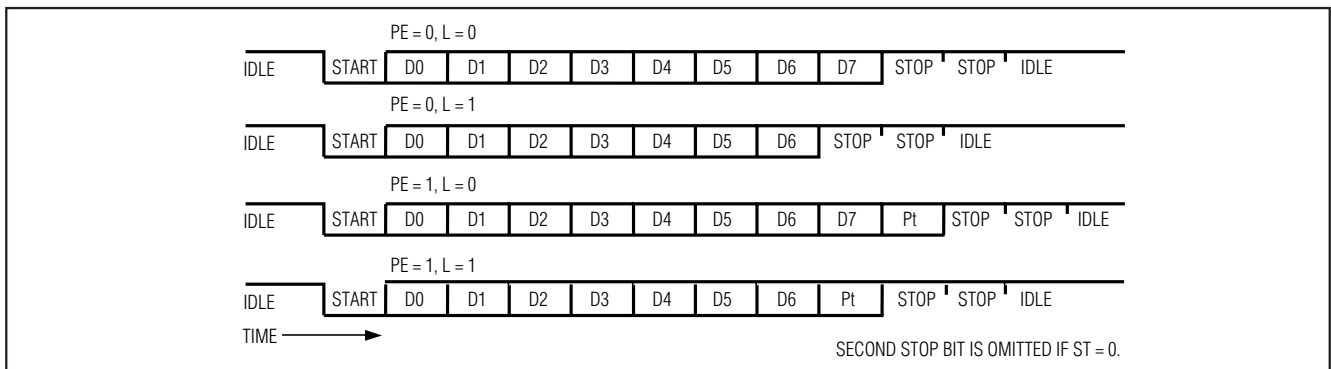 PE = 0, L = 0
IDLE START D0 D1 D2 D3 D4 D5 D6 D7 STOP STOP IDLE
PE = 0, L = 1
IDLE START D0 D1 D2 D3 D4 D5 D6 STOP STOP IDLE
PE = 1, L = 0
IDLE START D0 D1 D2 D3 D4 D5 D6 D7 Pt STOP STOP IDLE
PE = 1, L = 1
IDLE START D0 D1 D2 D3 D4 D5 D6 Pt STOP STOP IDLE
TIME
SECOND STOP BIT IS OMITTED IF ST = 0.